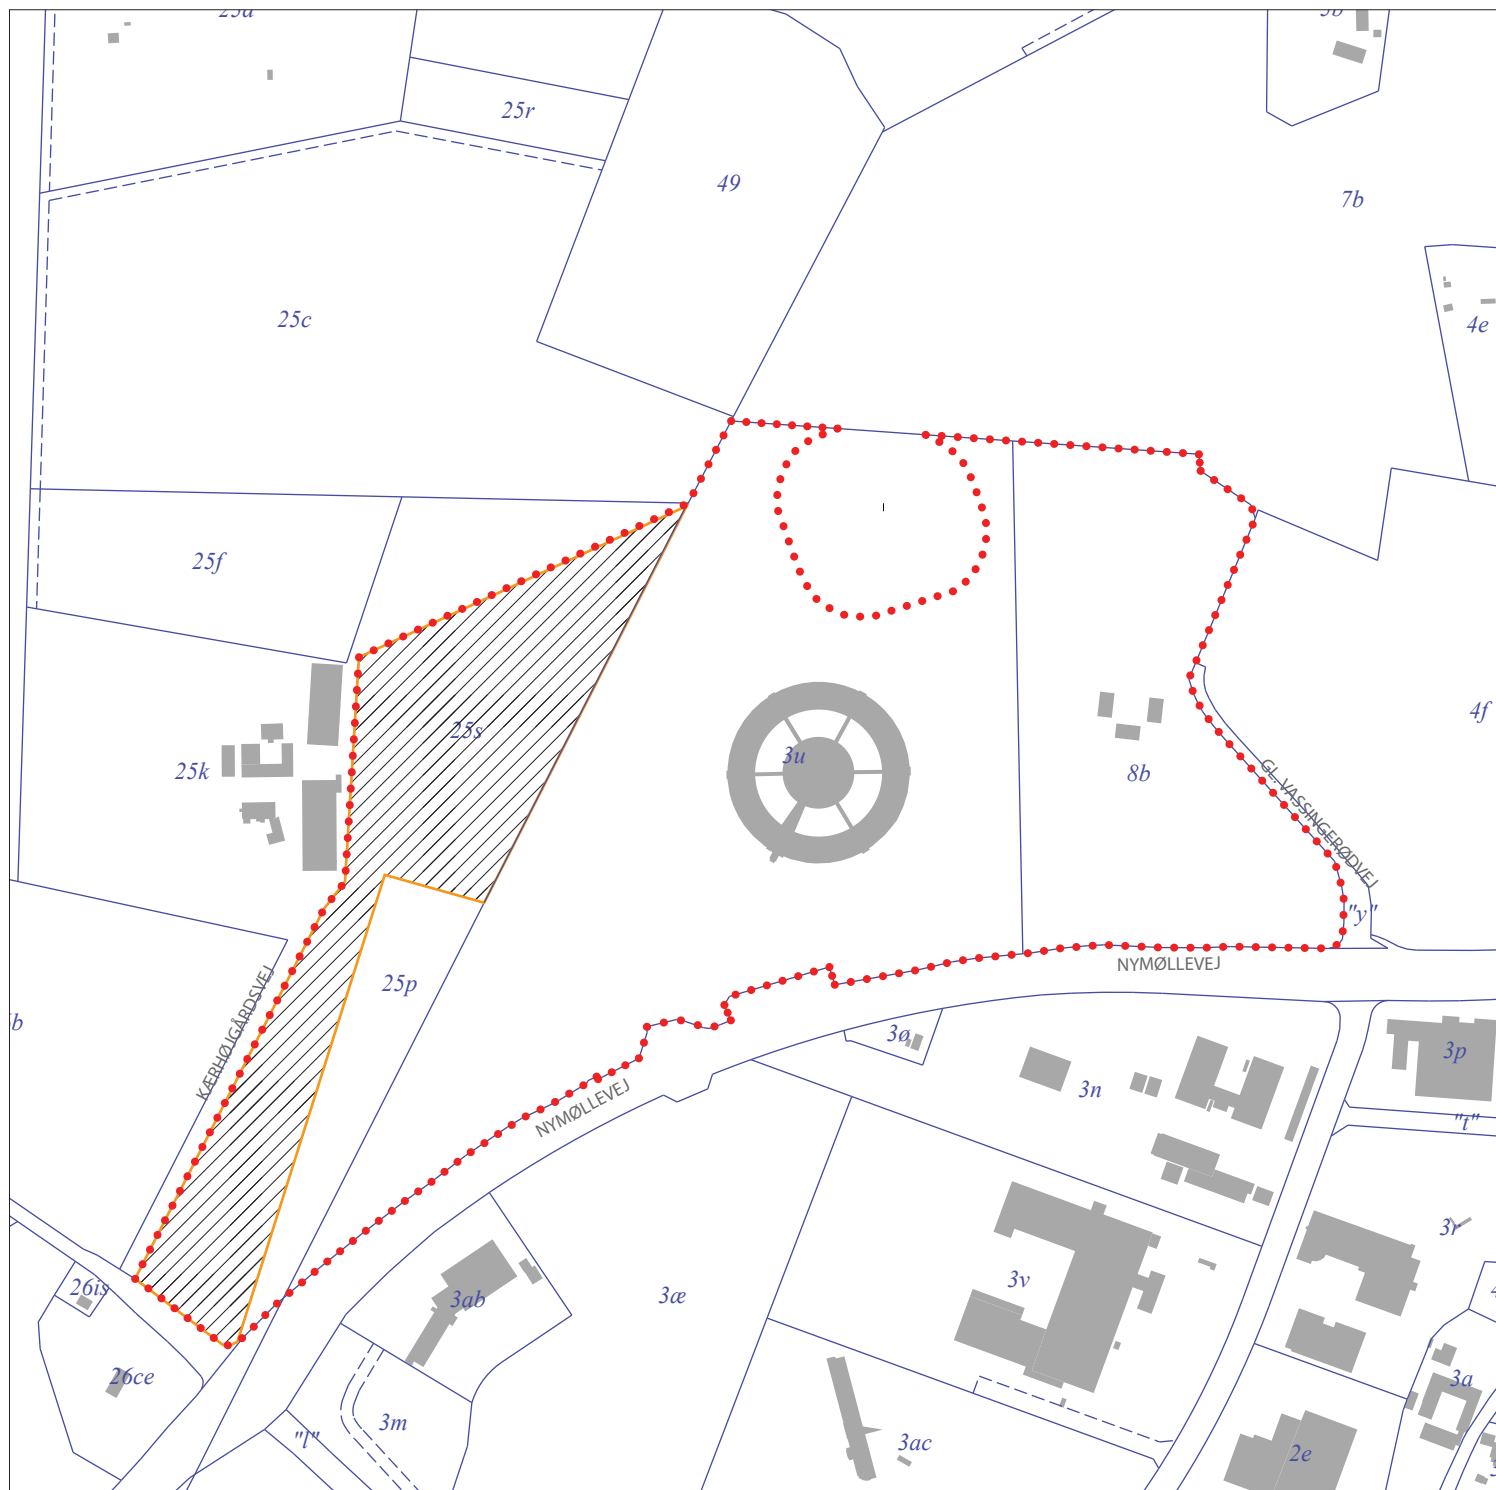 25r
49
7b
25c
4e
25f
25s
3u
25k
4f
8b
GL. VASSINGERØDVEJ
"y"
NYMØLLEVEJ
25p
KÆRHØJGÅRDSVEJ
3ø
3p
3n
NYMØLLEVEJ
"t"
3r
26is
3v
3æ
3ab
26ce
3a
3m
"l"
3ac
2e